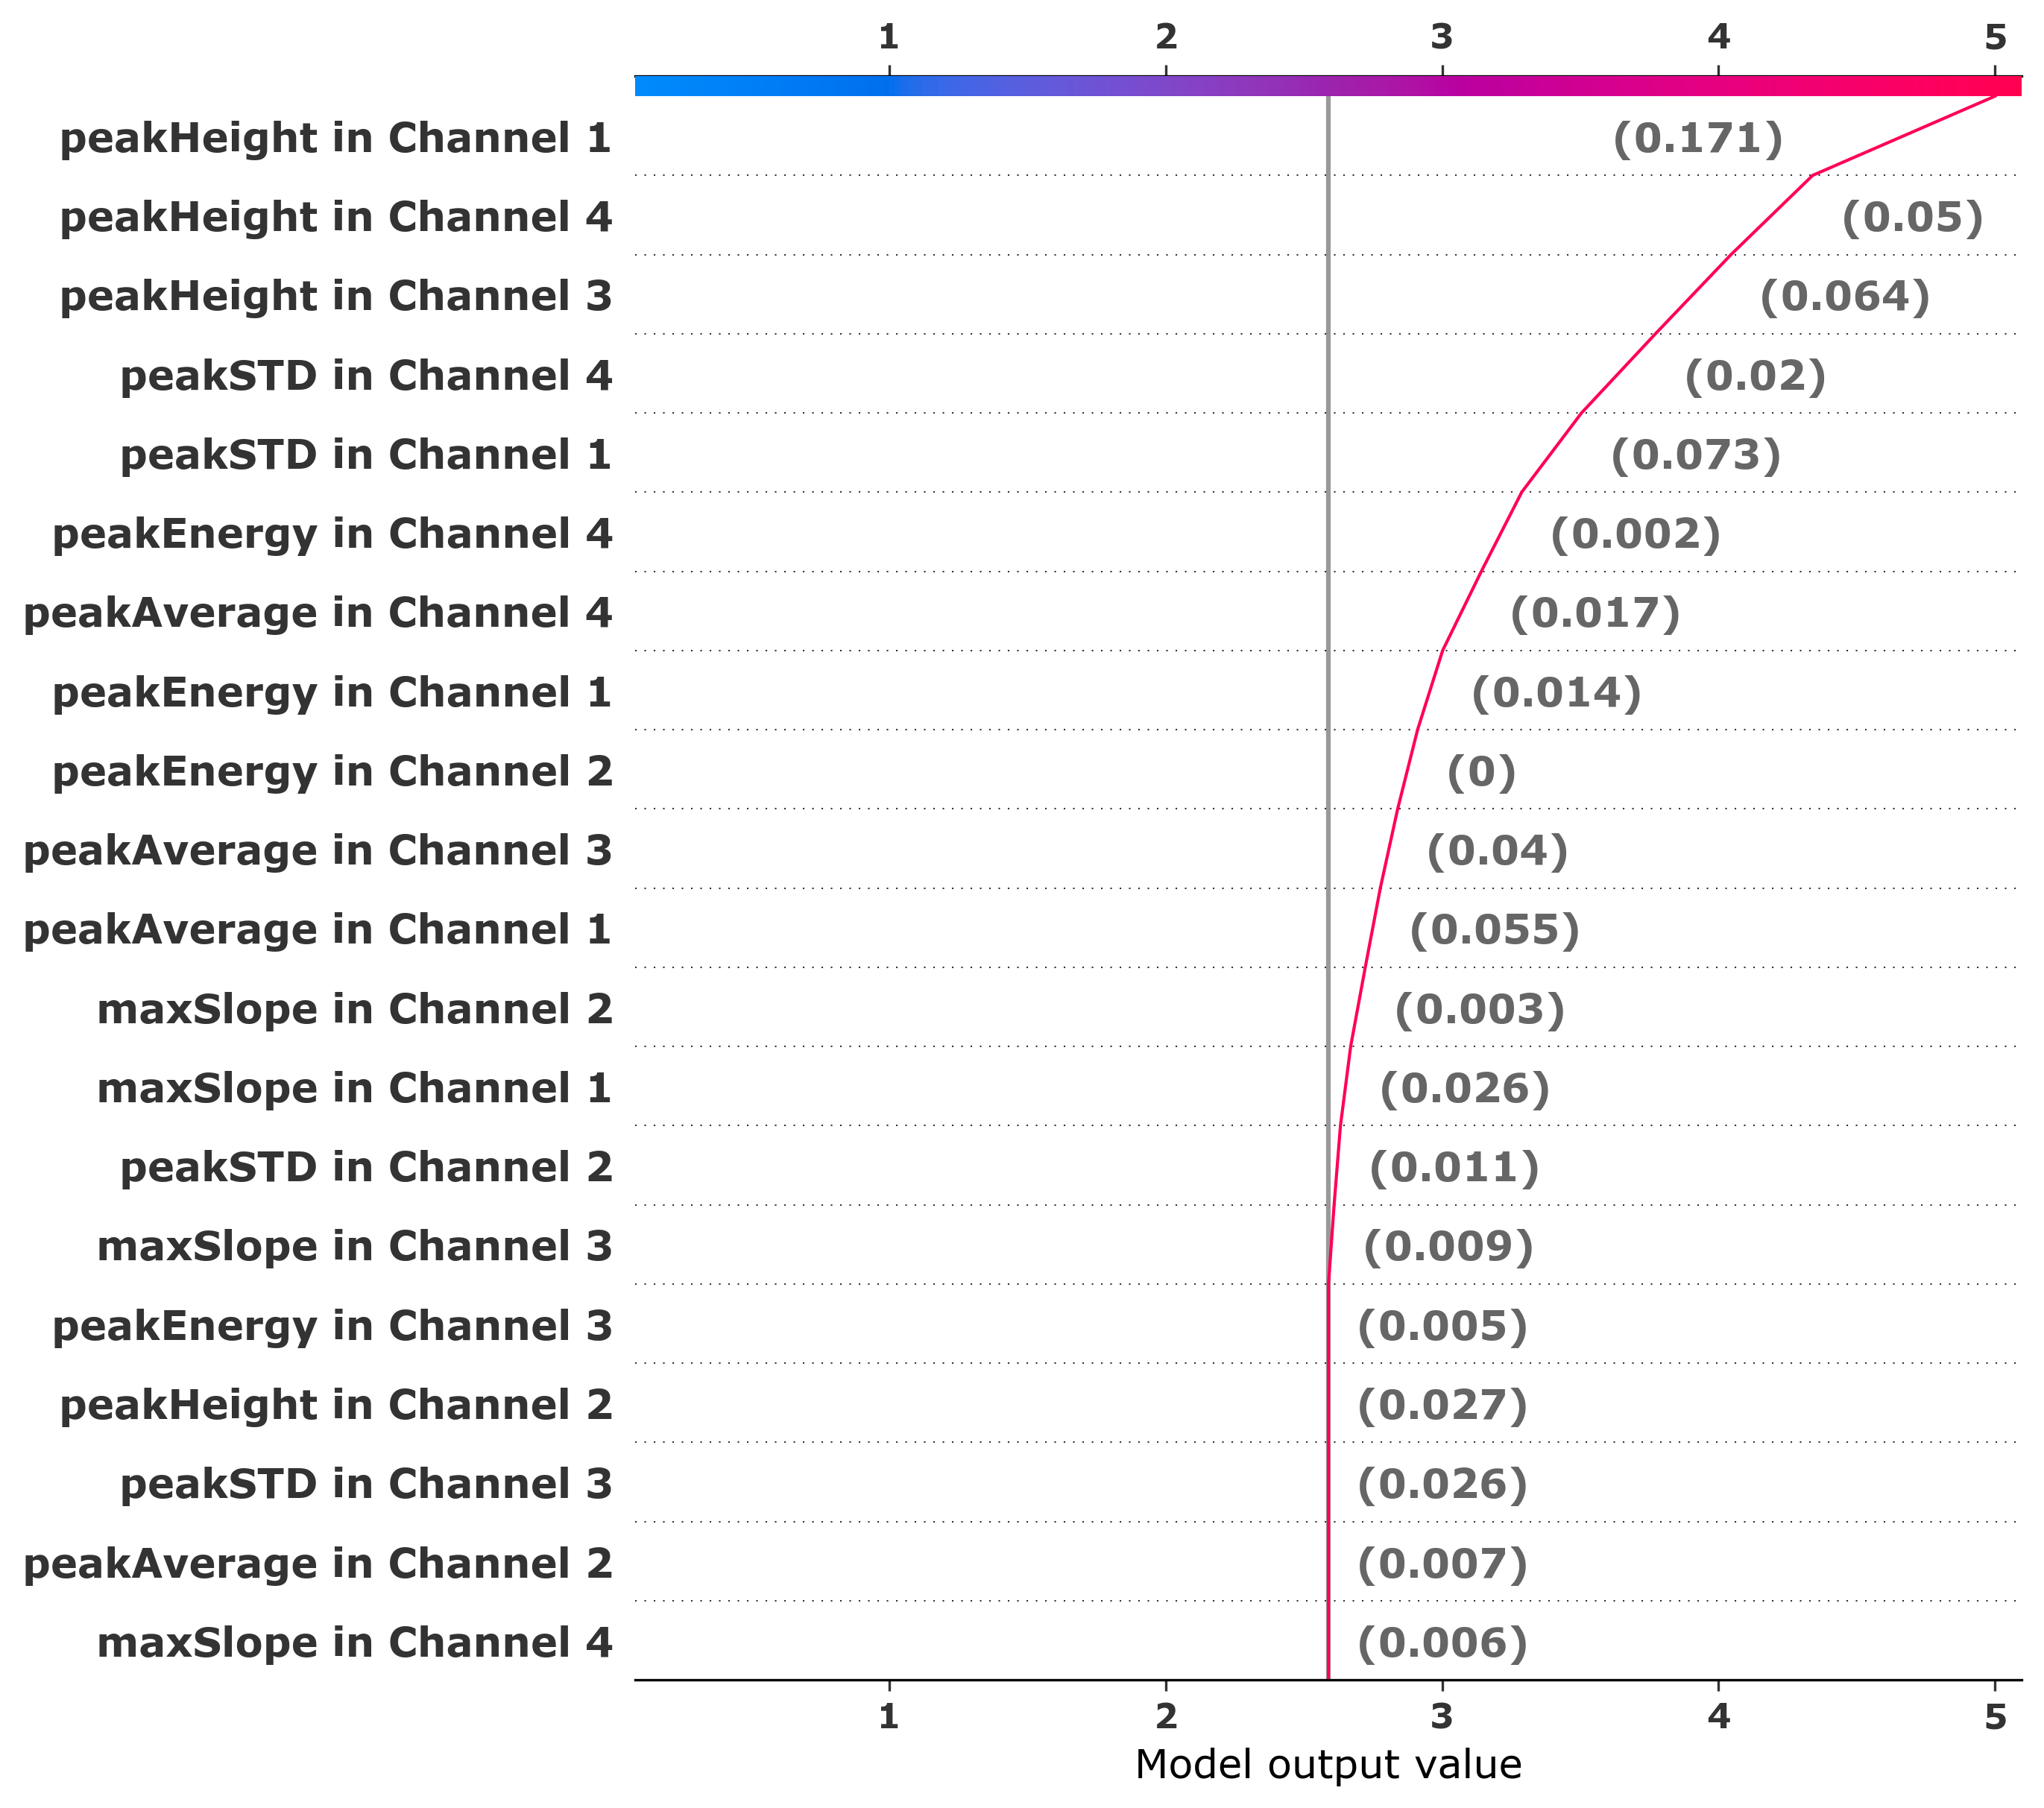 1 2 3 4 5
peakHeight in Channel 1 (0.171)
peakHeight in Channel 4 (0.05)
peakHeight in Channel 3 (0.064)
peakSTD in Channel 4 (0.02)
peakSTD in Channel 1 (0.073)
peakEnergy in Channel 4 (0.002)
peakAverage in Channel 4 (0.017)
peakEnergy in Channel 1 (0.014)
peakEnergy in Channel 2 (0)
peakAverage in Channel 3 (0.04)
peakAverage in Channel 1 (0.055)
maxSlope in Channel 2 (0.003)
maxSlope in Channel 1 (0.026)
peakSTD in Channel 2 (0.011)
maxSlope in Channel 3 (0.009)
peakEnergy in Channel 3 (0.005)
peakHeight in Channel 2 (0.027)
peakSTD in Channel 3 (0.026)
peakAverage in Channel 2 (0.007)
maxSlope in Channel 4 (0.006)
1 2 3 4 5
Model output value